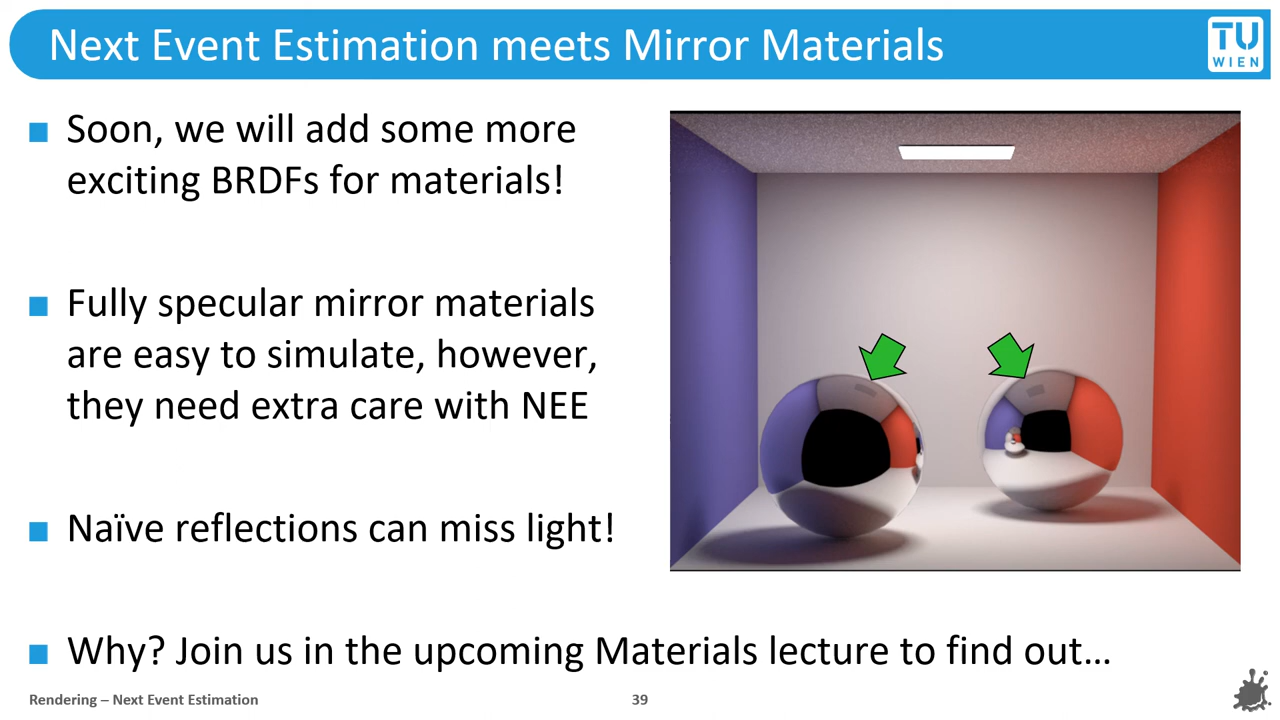 Next Event Estimation meets Mirror Materials
TU
WIEN
Soon, we will add some more
exciting BRDFs for materials!
Fully specular mirror materials
are easy to simulate, however,
they need extra care with NEE
Naïve reflections can miss light!
Why? Join us in the upcoming Materials lecture to find out…
Rendering – Next Event Estimation
39